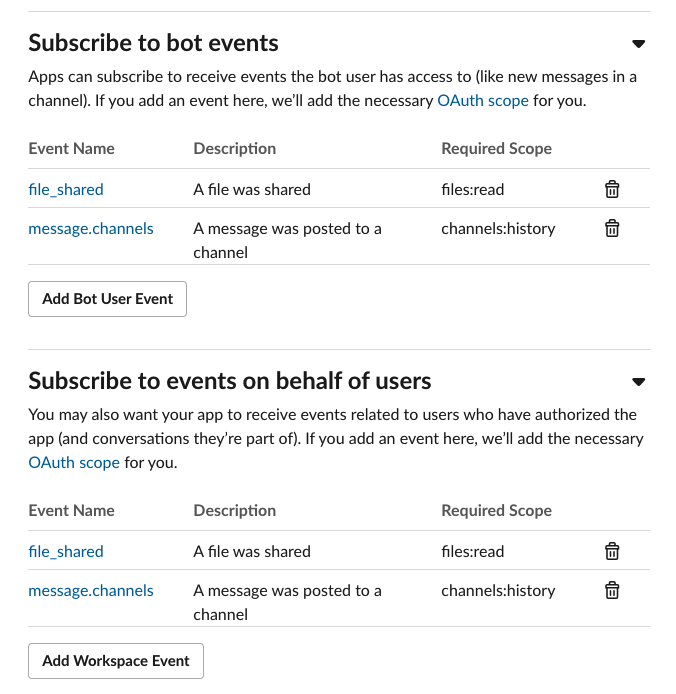 Subscribe to bot events
Apps can subscribe to receive events the bot user has access to (like new messages in a
channel). If you add an event here, we’ll add the necessary OAuth scope for you.
Event Name Description Required Scope
file_shared A file was shared files:read
message.channels A message was posted to a channels:history
channel
Add Bot User Event
Subscribe to events on behalf of users
You may also want your app to receive events related to users who have authorized the
app (and conversations they’re part of). If you add an event here, we’ll add the necessary
OAuth scope for you.
Event Name Description Required Scope
file_shared A file was shared files:read
message.channels A message was posted to a channels:history
channel
Add Workspace Event